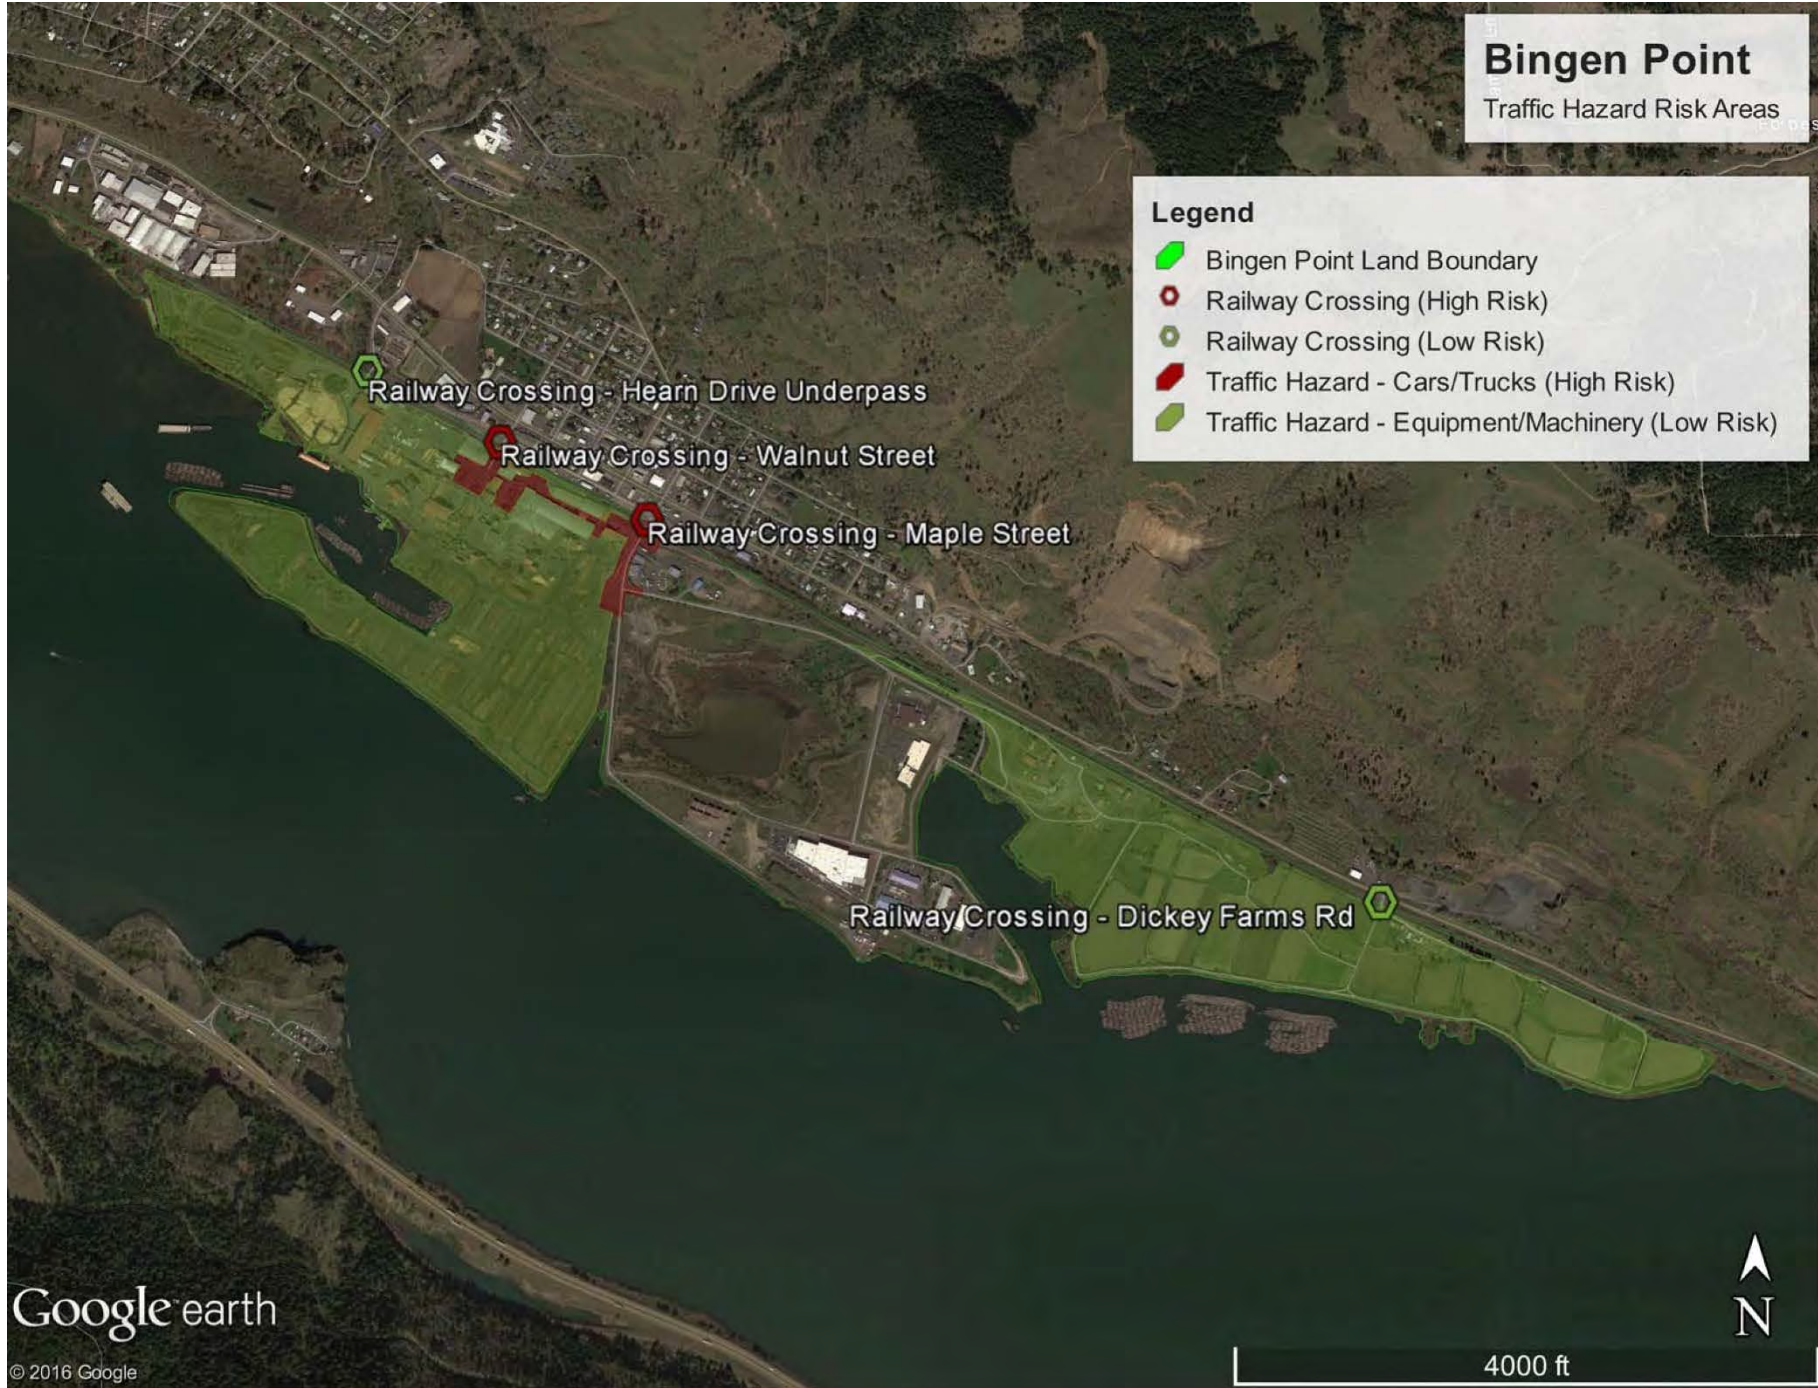 Bingen Point
Traffic Hazard Risk Areas
Legend
Bingen Point Land Boundary
Railway Crossing (High Risk)
Railway Crossing (Low Risk)
Traffic Hazard - Cars/Trucks (High Risk)
Traffic Hazard - Equipment/Machinery (Low Risk)
Railway Crossing - Hearn Drive Underpass
Railway Crossing - Walnut Street
Railway Crossing - Maple Street
Railway Crossing - Dickey Farms Rd
Google earth
© 2016 Google
N
4000 ft